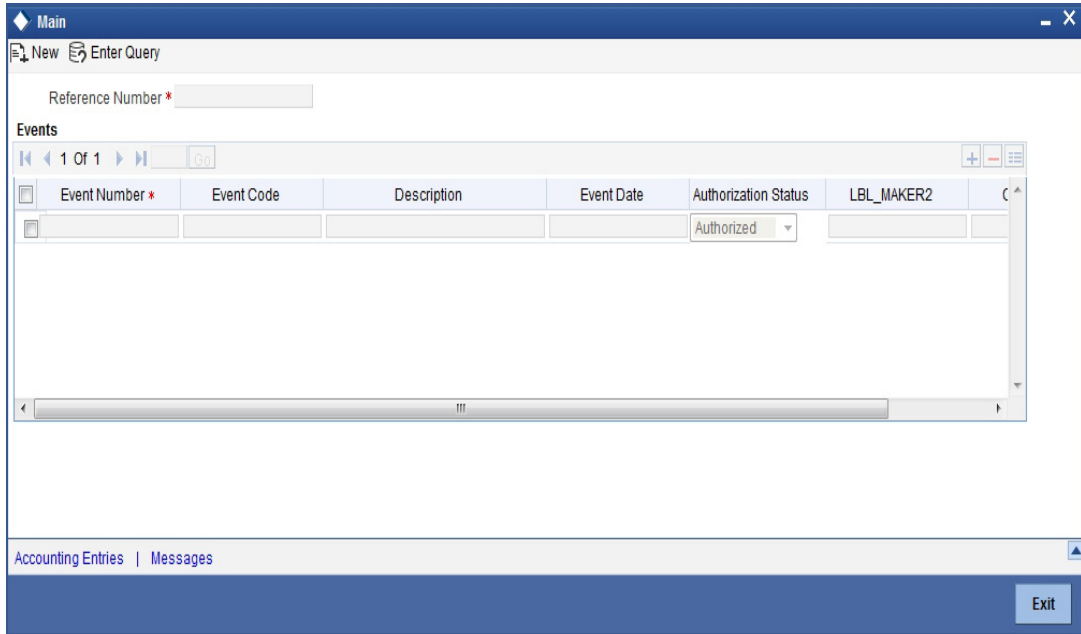 Main
New Enter Query
Reference Number *
Events
1 Of 1 Go
Event Number * Event Code Description Event Date Authorization Status LBL_MAKER2 C
Authorized
Accounting Entries | Messages
Exit